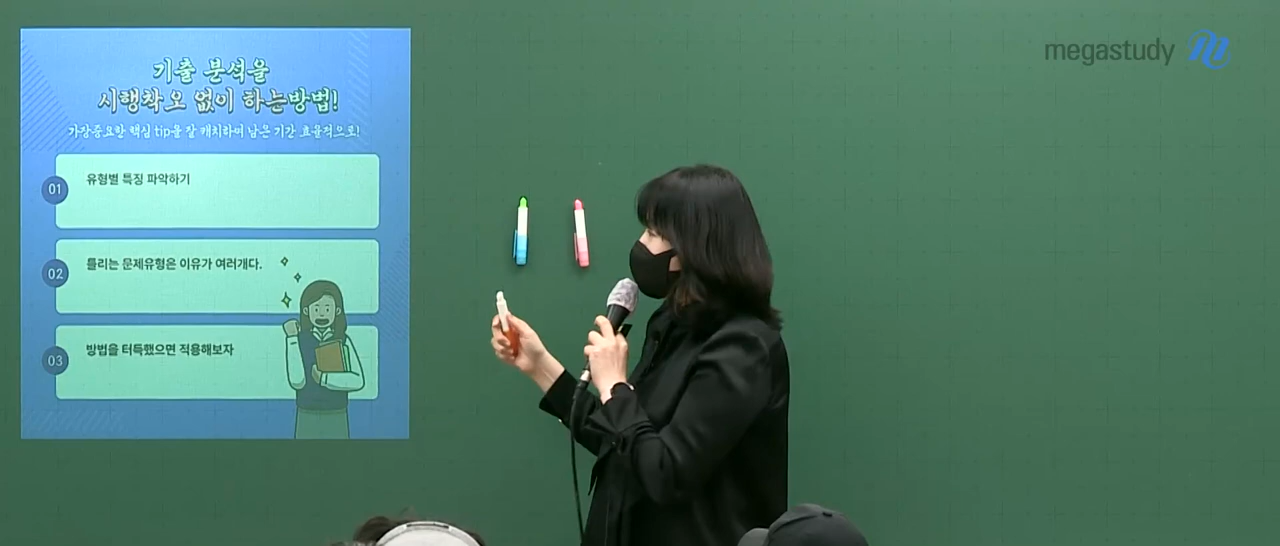 megastudy
기출 분석을
시행착오 없이 하는방법!
가장중요한 핵심 tip을 잘 캐치하여 남은 기간 효율적으로!
01 유형별 특징 파악하기
02 틀리는 문제유형은 이유가 여러개다.
03 방법을 터득했으면 적용해보자